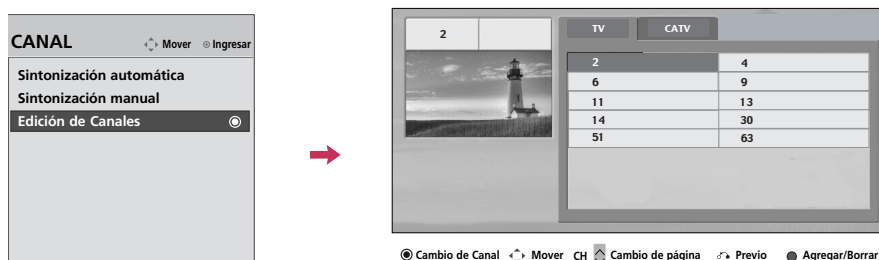 CANAL Mover Ingresar
Sintonización automática
Sintonización manual
Edición de Canales
2
TV CATV
2 4
6 9
11 13
14 30
51 63
Cambio de Canal Mover CH Cambio de página Previo Agregar/Borrar